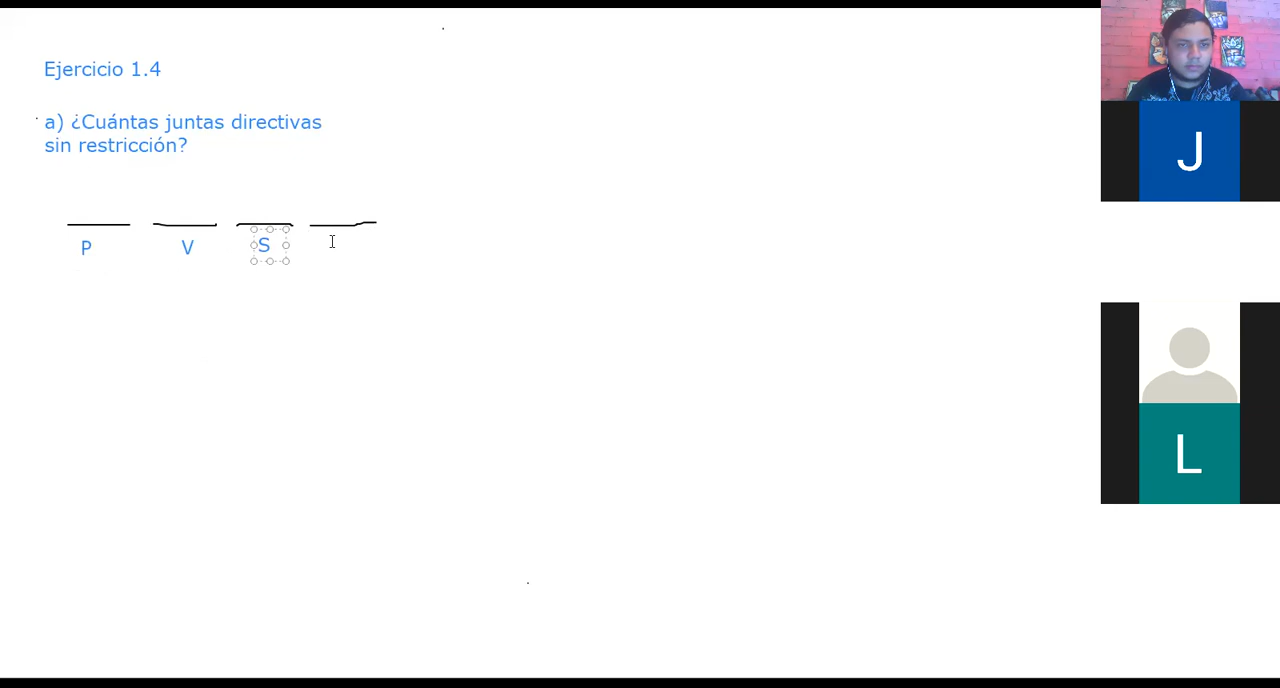 Ejercicio 1.4
a) ¿Cuántas juntas directivas
sin restricción?
P V S
J
L